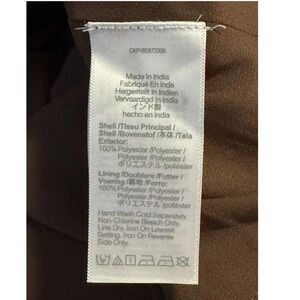 CKP480872306
Made In India
Fabriqué En Inde
Hergestellt In Indien
Vervaardigd In India
インド製
hecho en India
Shell /Tissu Principal /
Shell /Bovenstof /本体 /Tela
Exterior:
100% Polyester /Polyester /
Polyester /Polyester /
ポリエステル /poliéster
Lining /Doublure /Futter /
Voering /裏地 /Forro:
100% Polyester /Polyester /
Polyester /Polyester /
ポリエステル /poliéster
Hand Wash Cold Separately.
Non-Chlorine Bleach Only.
Line Dry. Iron On Lowest
Setting. Iron On Reverse
Side Only.